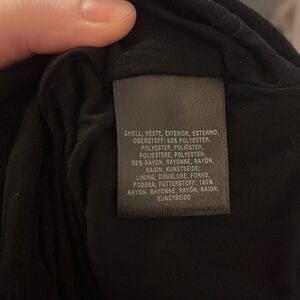 SHELL, VESTE, EXTERIOR, ESTERNO,
OBERSTOFF: 65% POLYESTER,
POLYESTER, POLIÉSTER,
POLIESTERE, POLYESTER;
35% RAYON, RAYONNE, RAYÓN,
RAION, KUNSTSEIDE;
LINING, DOUBLURE, FORRO,
FODERA, FUTTERSTOFF: 100%
RAYON, RAYONNE, RAYÓN, RAION,
KUNSTSEIDE